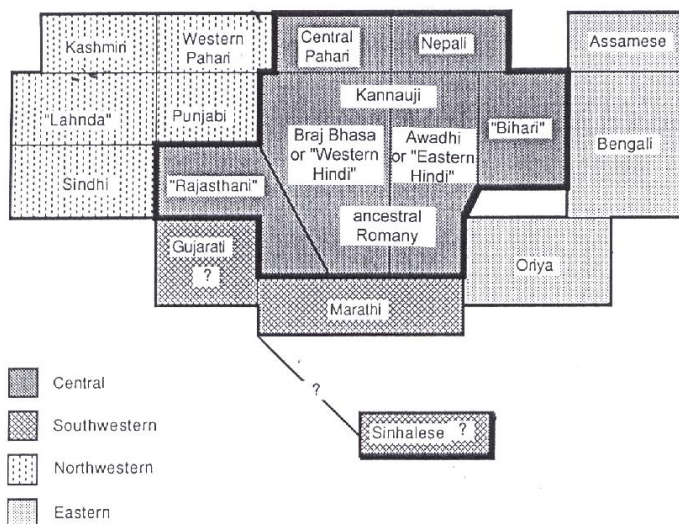 Kashmiri
Western
Pahari
Central
Pahari
Nepali
Assamese
"Lahnda"
Punjabi
Kannauji
Braj Bhasa
or "Western
Hindi"
Awadhi
or "Eastern
Hindi"
"Bihari"
Bengali
Sindhi
"Rajasthani"
ancestral
Romany
Gujarati
?
Oriya
Marathi
?
Sinhalese ?
Central
Southwestern
Northwestern
Eastern